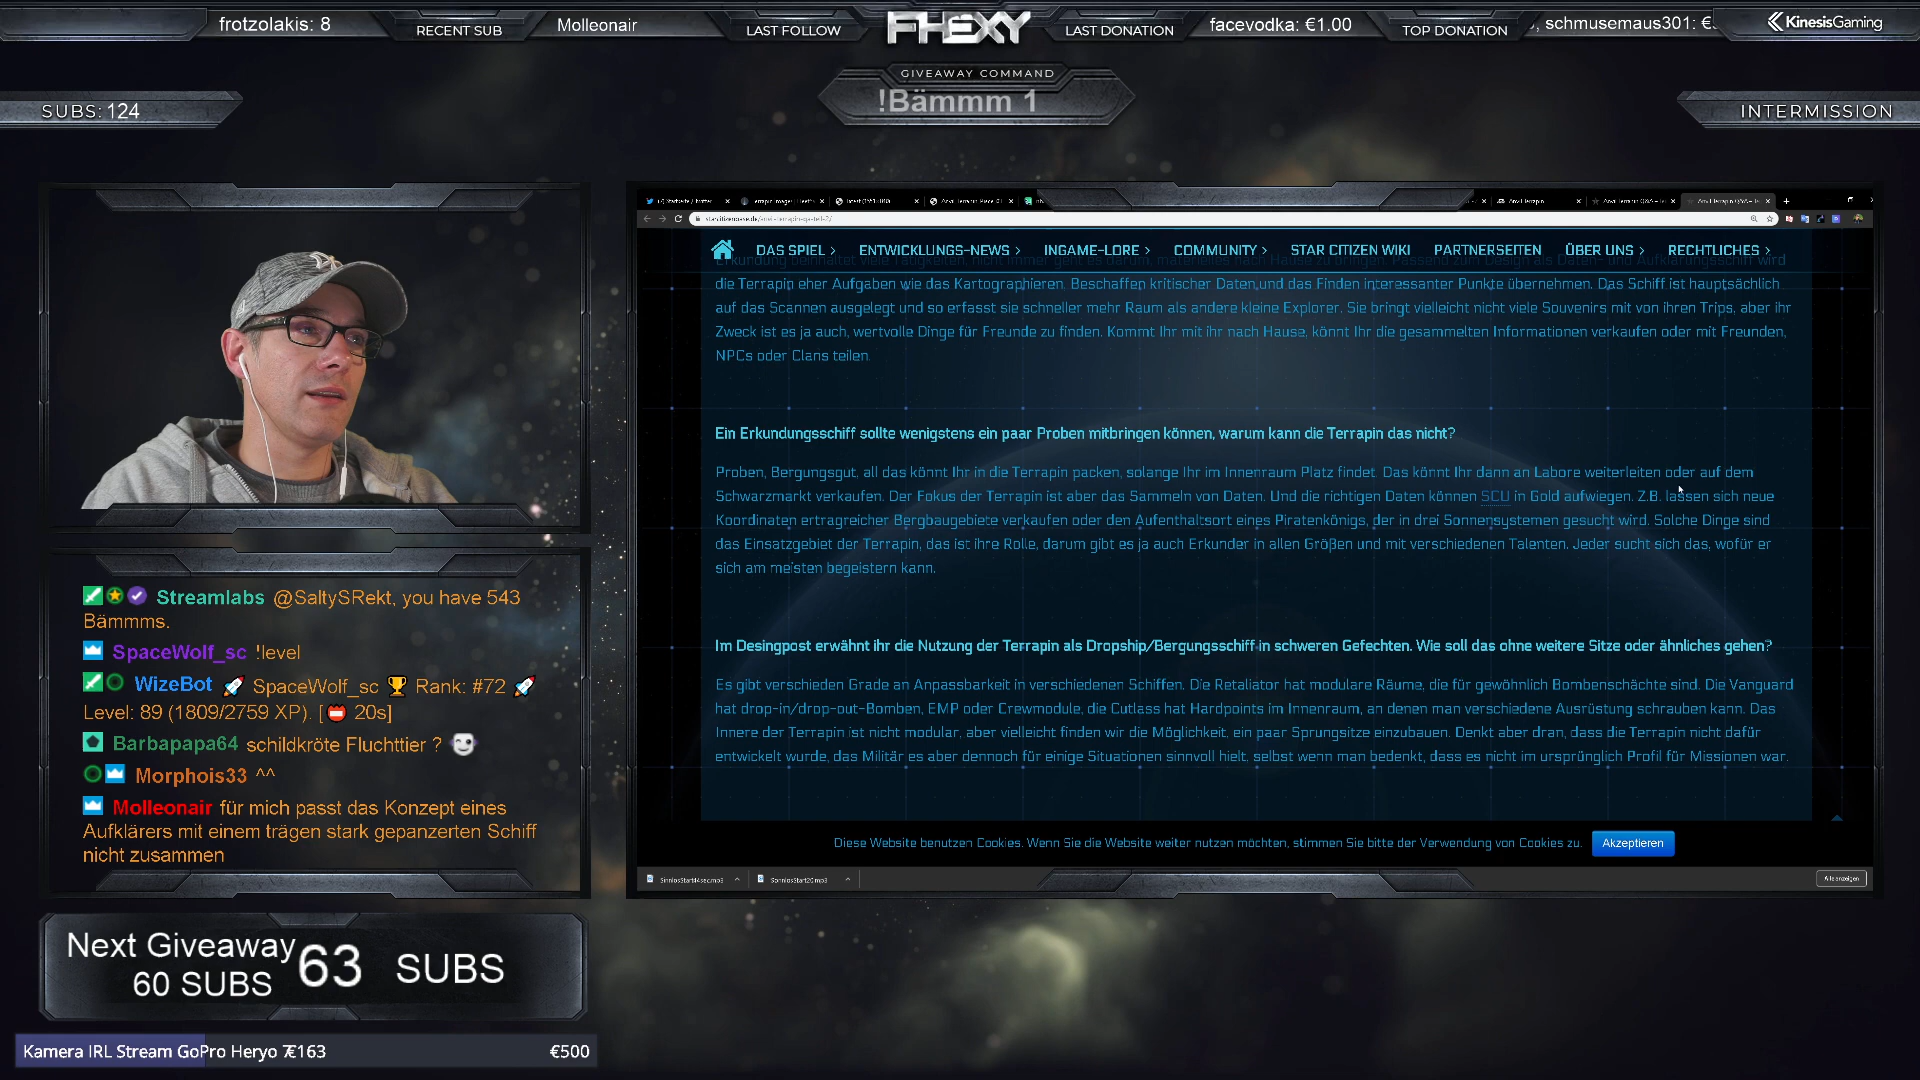 frotzolakis: 8
RECENT SUB
Molleonair
LAST FOLLOW
FHEXY
LAST DONATION
facevodka: €1.00
TOP DONATION
, schmusemaus301: €
KinesisGaming
GIVEAWAY COMMAND
!Bämmm 1
SUBS: 124
INTERMISSION
DAS SPIEL >
ENTWICKLUNGS-NEWS >
INGAME-LORE >
COMMUNITY >
STAR CITIZEN WIKI
PARTNERSEITEN
ÜBER UNS >
RECHTLICHES >
die Terrapin eher Aufgaben wie das Kartographieren, Beschaffen kritischer Daten und das Finden interessanter Punkte übernehmen. Das Schiff ist hauptsächlich
auf das Scannen ausgelegt und so erfasst sie schneller mehr Raum als andere kleine Explorer. Sie bringt vielleicht nicht viele Souvenirs mit von ihren Trips, aber ihr
Zweck ist es ja auch, wertvolle Dinge für Freunde zu finden. Kommt Ihr mit ihr nach Hause, könnt Ihr die gesammelten Informationen verkaufen oder mit Freunden,
NPCs oder Clans teilen.
Ein Erkundungsschiff sollte wenigstens ein paar Proben mitbringen können, warum kann die Terrapin das nicht?
Proben, Bergungsgut, all das könnt Ihr in die Terrapin packen, solange Ihr im Innenraum Platz findet. Das könnt Ihr dann an Labore weiterleiten oder auf dem
Schwarzmarkt verkaufen. Der Fokus der Terrapin ist aber das Sammeln von Daten. Und die richtigen Daten können SCU in Gold aufwiegen. Z.B. lassen sich neue
Koordinaten ertragreicher Bergbaugebiete verkaufen oder den Aufenthaltsort eines Piratenkönigs, der in drei Sonnensystemen gesucht wird. Solche Dinge sind
das Einsatzgebiet der Terrapin, das ist ihre Rolle, darum gibt es ja auch Erkunder in allen Größen und mit verschiedenen Talenten. Jeder sucht sich das, wofür er
sich am meisten begeistern kann.
Im Desingpost erwähnt ihr die Nutzung der Terrapin als Dropship/Bergungsschiff in schweren Gefechten. Wie soll das ohne weitere Sitze oder ähnliches gehen?
Es gibt verschieden Grade an Anpassbarkeit in verschiedenen Schiffen. Die Retaliator hat modulare Räume, die für gewöhnlich Bombenschächte sind. Die Vanguard
hat drop-in/drop-out-Bomben, EMP oder Crewmodule, die Cutlass hat Hardpoints im Innenraum, an denen man verschiedene Ausrüstung schrauben kann. Das
Innere der Terrapin ist nicht modular, aber vielleicht finden wir die Möglichkeit, ein paar Sprungsitze einzubauen. Denkt aber dran, dass die Terrapin nicht dafür
entwickelt wurde, das Militär es aber dennoch für einige Situationen sinnvoll hielt, selbst wenn man bedenkt, dass es nicht im ursprünglich Profil für Missionen war.
Diese Website benutzen Cookies. Wenn Sie die Website weiter nutzen möchten, stimmen Sie bitte der Verwendung von Cookies zu.
Akzeptieren
SinnlosStart14sec.mp3
SonnlosStart20.mp3
Alle anzeigen
Streamlabs @SaltySRekt, you have 543
Bämmms.
SpaceWolf_sc !level
WizeBot 🚀 SpaceWolf_sc 🏆 Rank: #72 🚀
Level: 89 (1809/2759 XP). [📛 20s]
Barbapapa64 schildkröte Fluchttier ?
Morphois33 ^^
Molleonair für mich passt das Konzept eines
Aufklärers mit einem trägen stark gepanzerten Schiff
nicht zusammen
Next Giveaway
60 SUBS
63 SUBS
Kamera IRL Stream GoPro Heryo 7 €163
€500